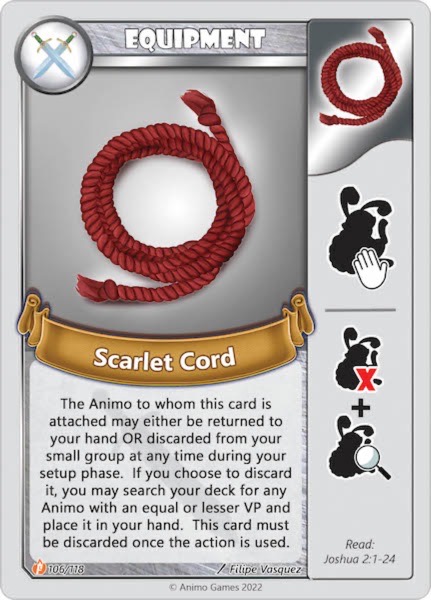 EQUIPMENT
Scarlet Cord
The Animo to whom this card is
attached may either be returned to
your hand OR discarded from your
small group at any time during your
setup phase.  If you choose to discard
it, you may search your deck for any
Animo with an equal or lesser VP and
place it in your hand.  This card must
be discarded once the action is used.
X
+
Read:
Joshua 2:1-24
106/118
/ Filipe Vasquez
© Animo Games 2022